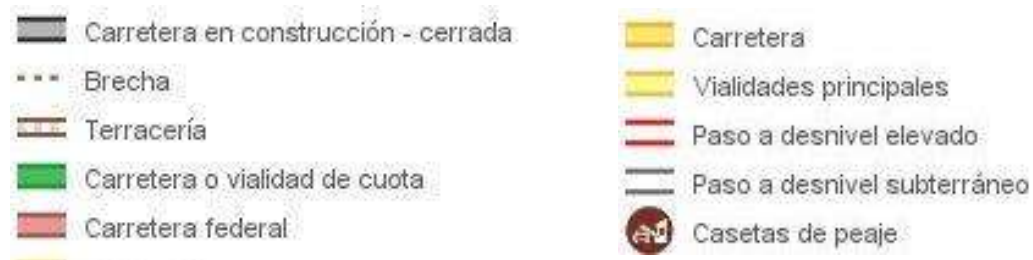 Carretera en construcción - cerrada
Brecha
Terracería
Carretera o vialidad de cuota
Carretera federal
Carretera
Vialidades principales
Paso a desnivel elevado
Paso a desnivel subterráneo
Casetas de peaje